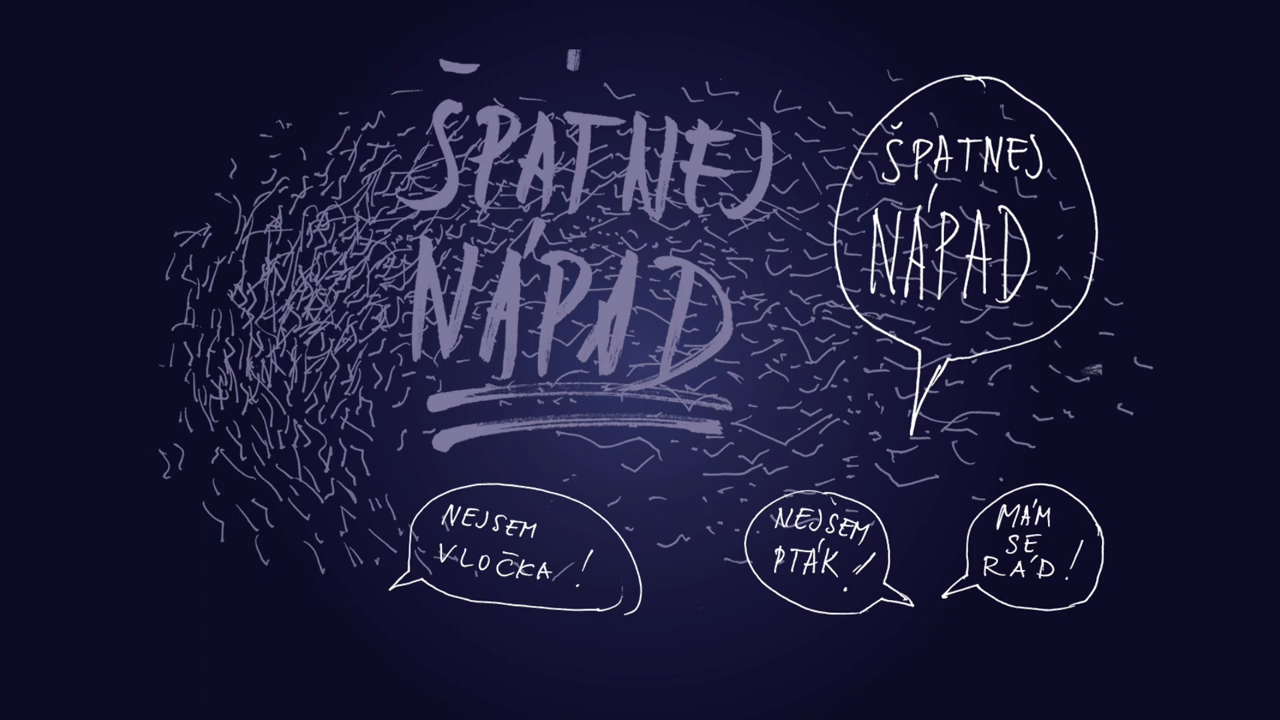 ŠPATNEJ
NÁPAD
ŠPATNEJ
NÁPAD
NEJSEM
VLOČKA!
NEJSEM
PTÁK!
MÁM
SE
RÁD!